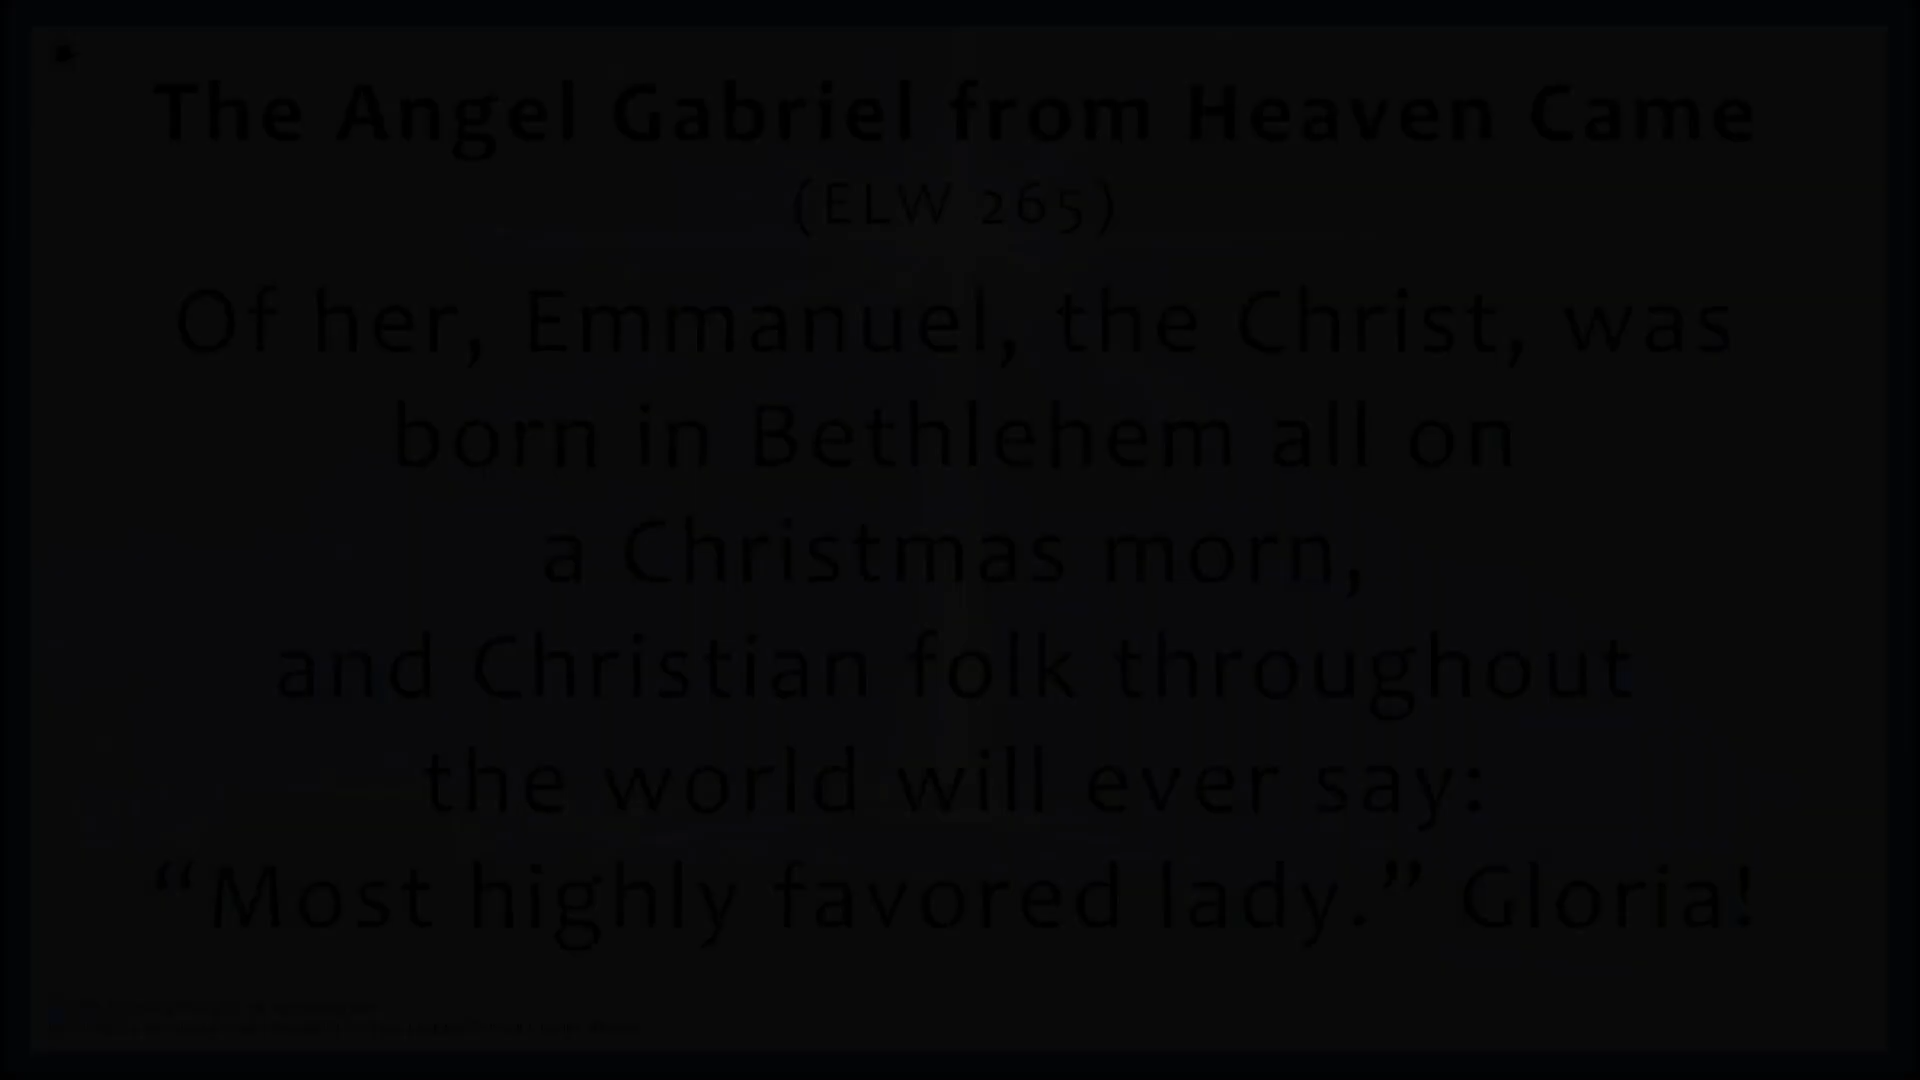 The Angel Gabriel from Heaven Came
(ELW 265)
Of her, Emmanuel, the Christ, was
born in Bethlehem all on
a Christmas morn,
and Christian folk throughout
the world will ever say:
“Most highly favored lady.” Gloria!